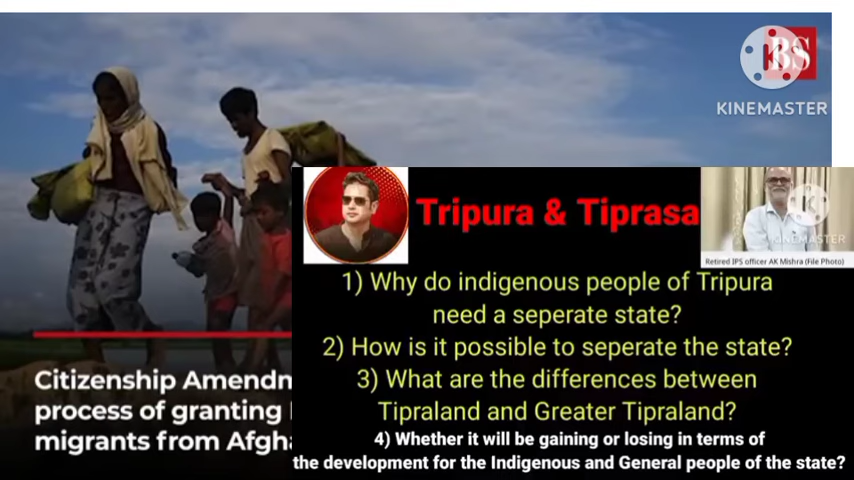 BS
KINEMASTER
Tripura & Tiprasa
KINEMASTER
Retired IPS officer AK Mishra (File Photo)
1) Why do indigenous people of Tripura
need a seperate state?
2) How is it possible to seperate the state?
3) What are the differences between
Tipraland and Greater Tipraland?
4) Whether it will be gaining or losing in terms of
the development for the Indigenous and General people of the state?
Citizenship Amendm
process of granting
migrants from Afgha